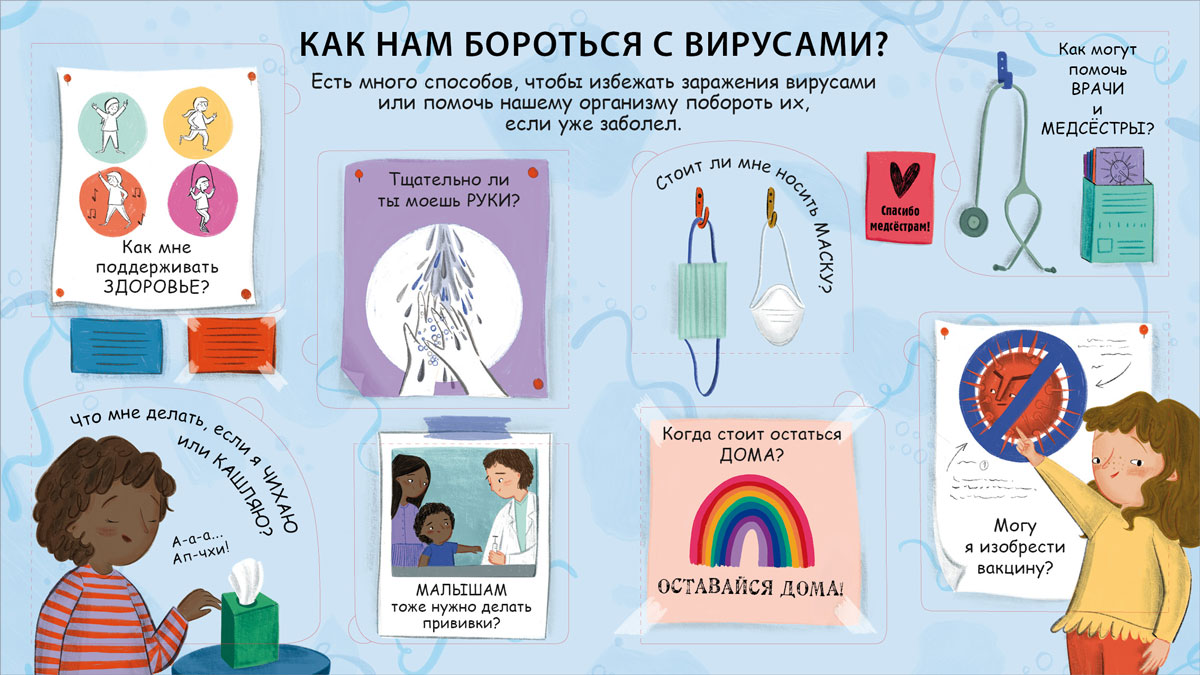 КАК НАМ БОРОТЬСЯ С ВИРУСАМИ?
Есть много способов, чтобы избежать заражения вирусами
или помочь нашему организму побороть их,
если уже заболел.
Как мне
поддерживать
ЗДОРОВЬЕ?
Тщательно ли
ты моешь РУКИ?
Стоит ли мне носить МАСКУ?
Спасибо
медсёстрам!
Как могут
помочь
ВРАЧИ
и
МЕДСЁСТРЫ?
Что мне делать, если я ЧИХАЮ
или КАШЛЯЮ?
А-а-а...
Ап-чхи!
МАЛЫШАМ
тоже нужно делать
прививки?
Когда стоит остаться
ДОМА?
ОСТАВАЙСЯ ДОМА!
Могу
я изобрести
вакцину?